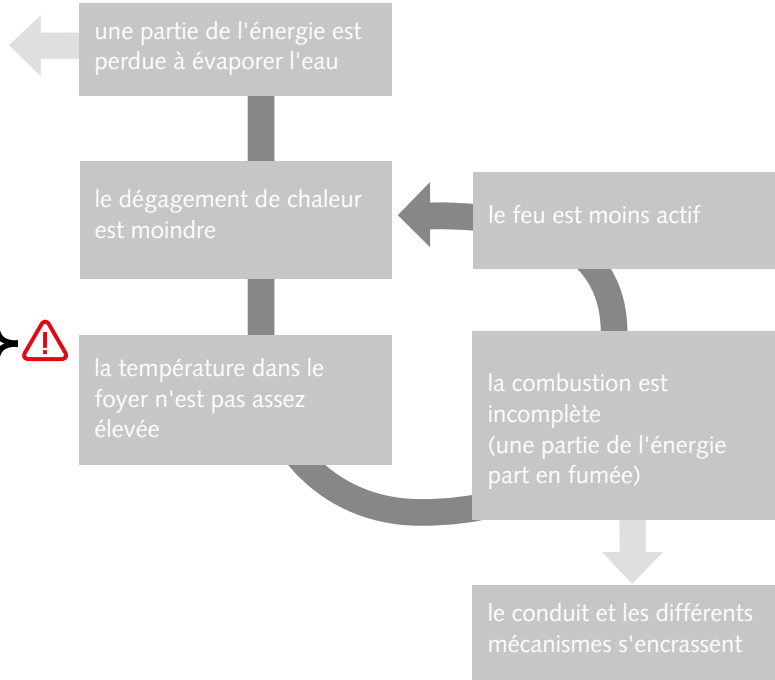 une partie de l'énergie est
perdue à évaporer l'eau
le dégagement de chaleur
est moindre
le feu est moins actif
la température dans le
foyer n'est pas assez
élevée
la combustion est
incomplète
(une partie de l'énergie
part en fumée)
le conduit et les différents
mécanismes s'encrassent